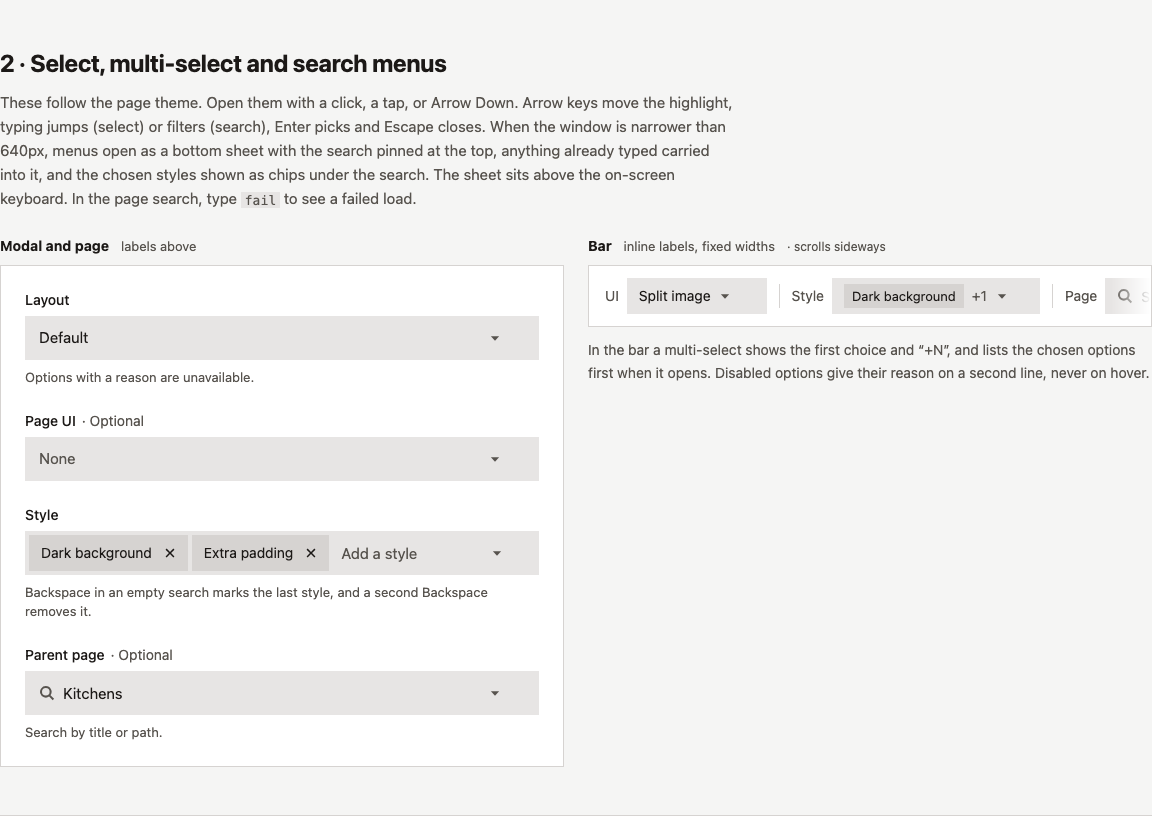 2 · Select, multi-select and search menus
These follow the page theme. Open them with a click, a tap, or Arrow Down. Arrow keys move the highlight,
typing jumps (select) or filters (search), Enter picks and Escape closes. When the window is narrower than
640px, menus open as a bottom sheet with the search pinned at the top, anything already typed carried
into it, and the chosen styles shown as chips under the search. The sheet sits above the on-screen
keyboard. In the page search, type fail to see a failed load.
Modal and page labels above
Layout
Default
Options with a reason are unavailable.
Page UI · Optional
None
Style
Dark background ✕ Extra padding ✕ Add a style
Backspace in an empty search marks the last style, and a second Backspace
removes it.
Parent page · Optional
Kitchens
Search by title or path.
Bar inline labels, fixed widths · scrolls sideways
UI Split image Style Dark background +1 Page
In the bar a multi-select shows the first choice and “+N”, and lists the chosen options
first when it opens. Disabled options give their reason on a second line, never on hover.